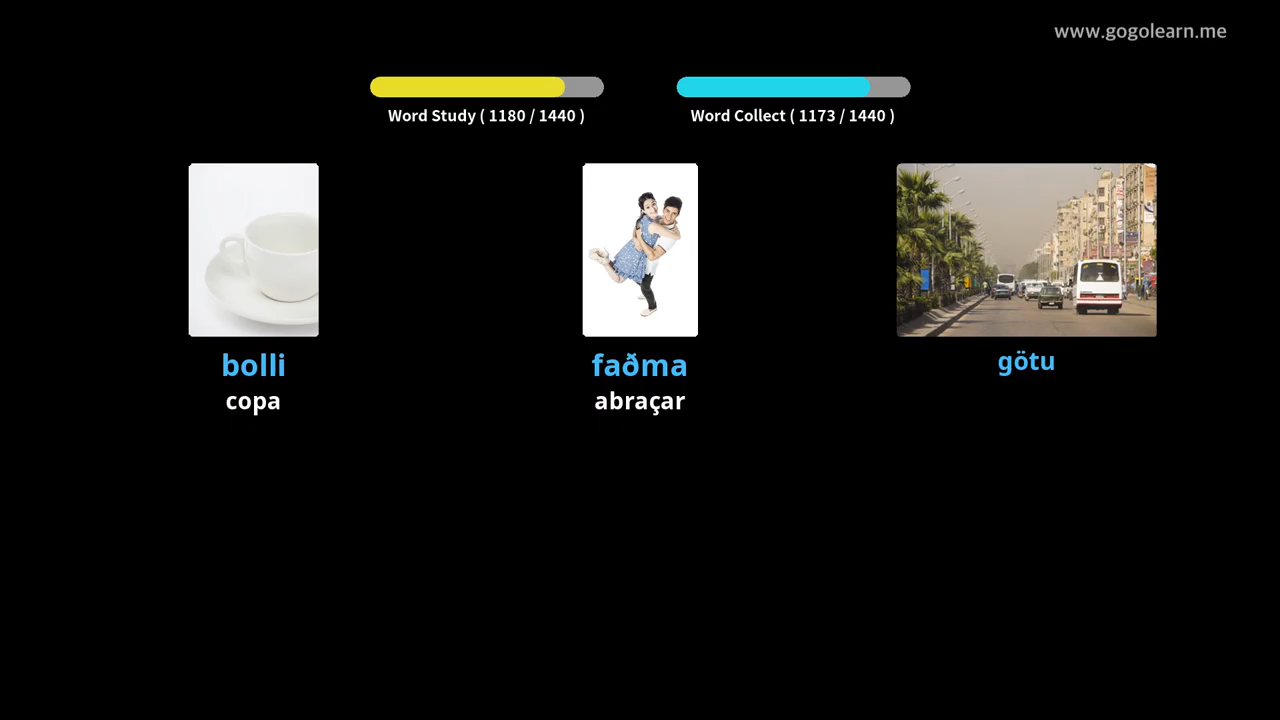 www.gogolearn.me
Word Study ( 1180 / 1440 )
Word Collect ( 1173 / 1440 )
bolli
copa
faðma
abraçar
götu